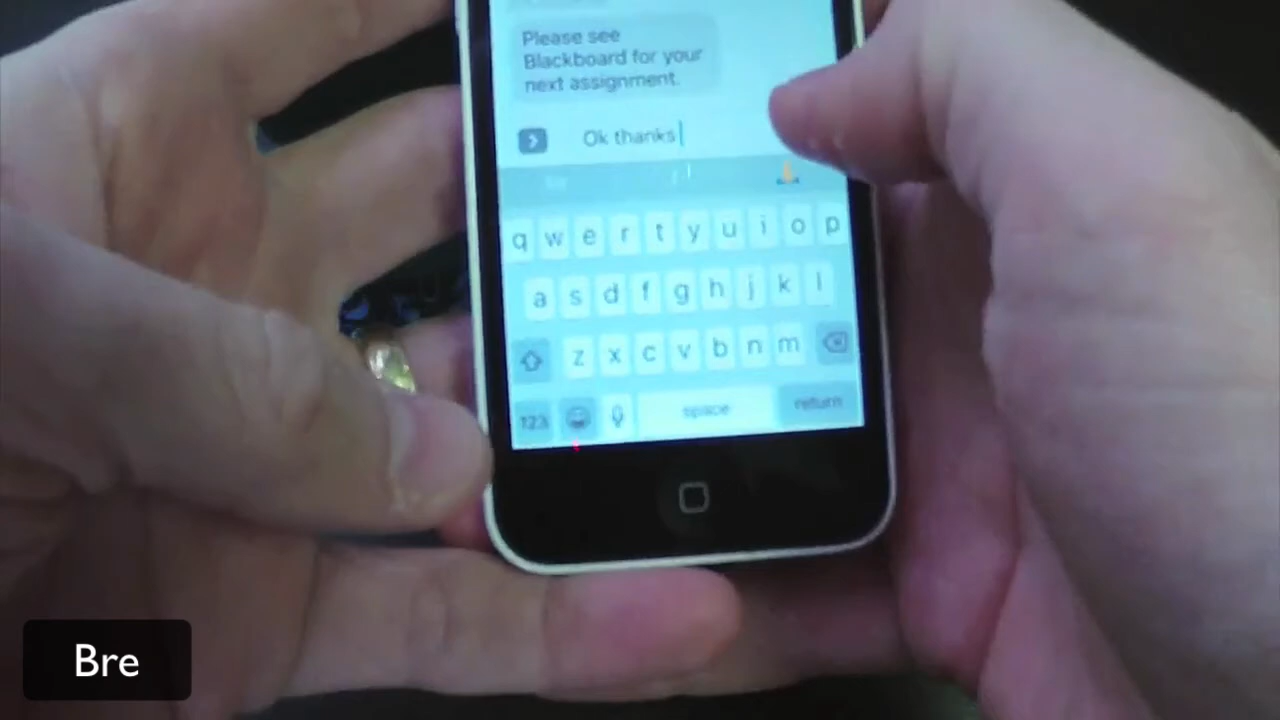 Please see
Blackboard for your
next assignment.
Ok thanks
q w e r t y u i o p
a s d f g h j k l
z x c v b n m
123 space return
Bre